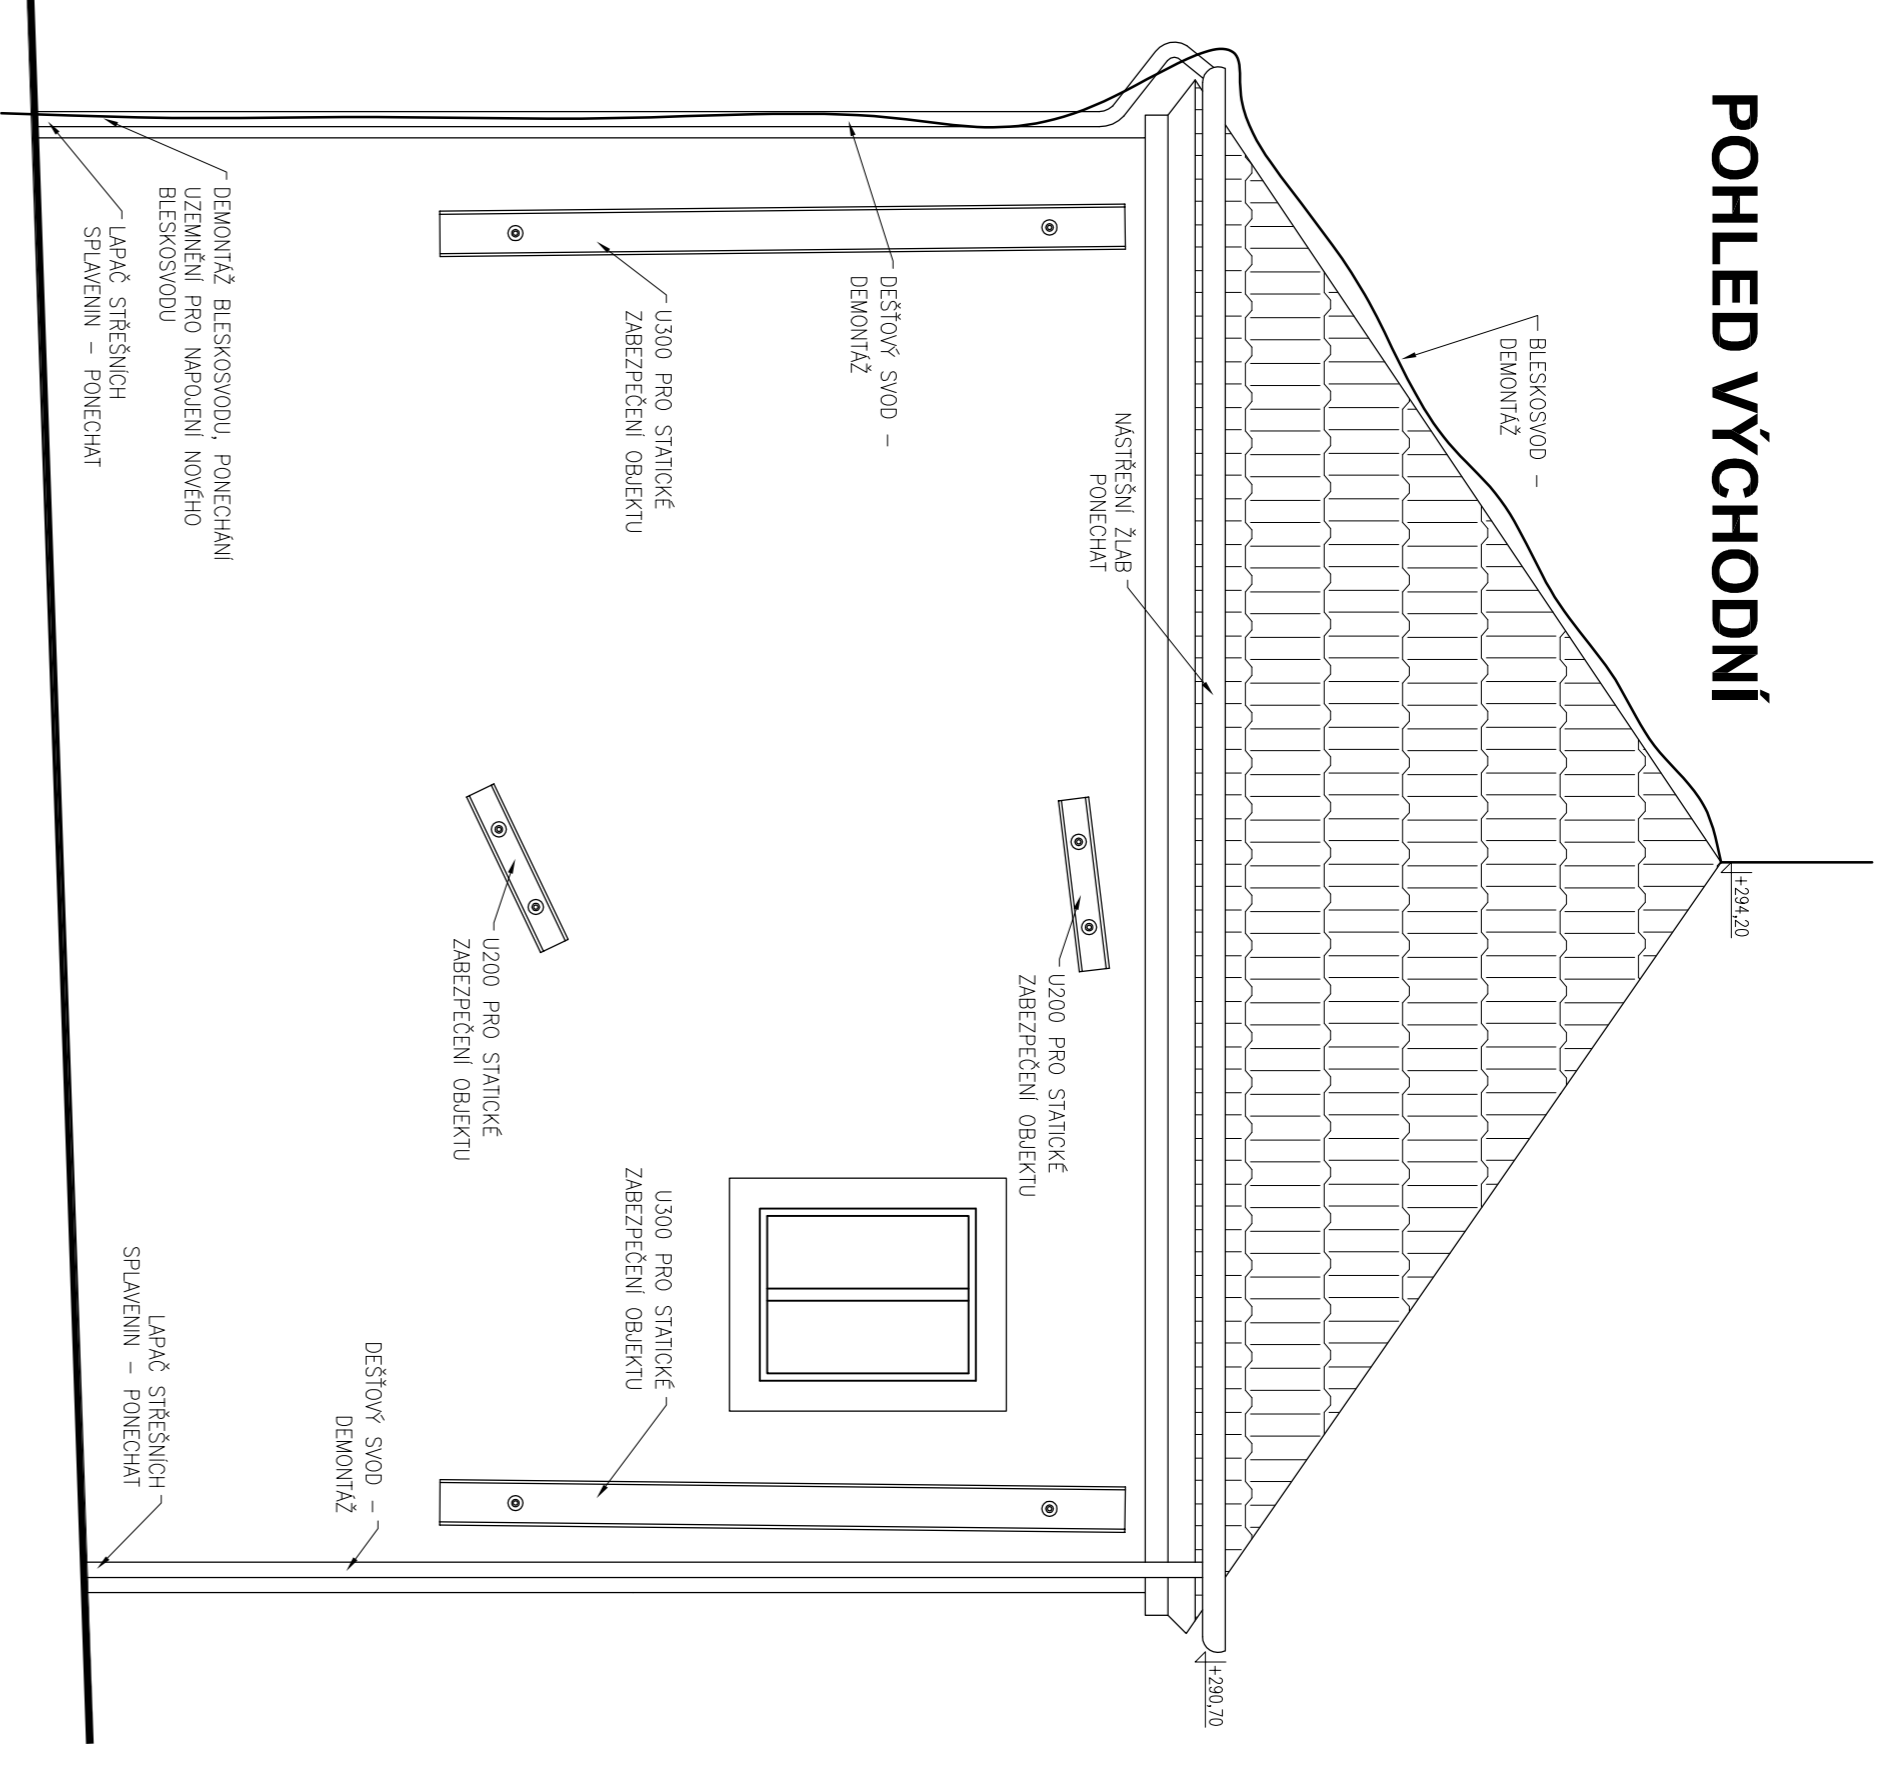 POHLED VÝCHODNÍ
+294,20
BLESKOSVOD –
DEMONTÁŽ
+290,70
NÁSTŘEŠNÍ ŽLAB
PONECHAT
U200 PRO STATICKÉ
ZABEZPEČENÍ OBJEKTU
DEŠŤOVÝ SVOD –
DEMONTÁŽ
U300 PRO STATICKÉ
ZABEZPEČENÍ OBJEKTU
U300 PRO STATICKÉ
ZABEZPEČENÍ OBJEKTU
U200 PRO STATICKÉ
ZABEZPEČENÍ OBJEKTU
DEŠŤOVÝ SVOD –
DEMONTÁŽ
DEMONTÁŽ BLESKOSVODU, PONECHÁNÍ
UZEMNĚNÍ PRO NAPOJENÍ NOVÉHO
BLESKOSVODU
LAPAČ STŘEŠNÍCH
SPLAVENIN – PONECHAT
LAPAČ STŘEŠNÍCH
SPLAVENIN – PONECHAT